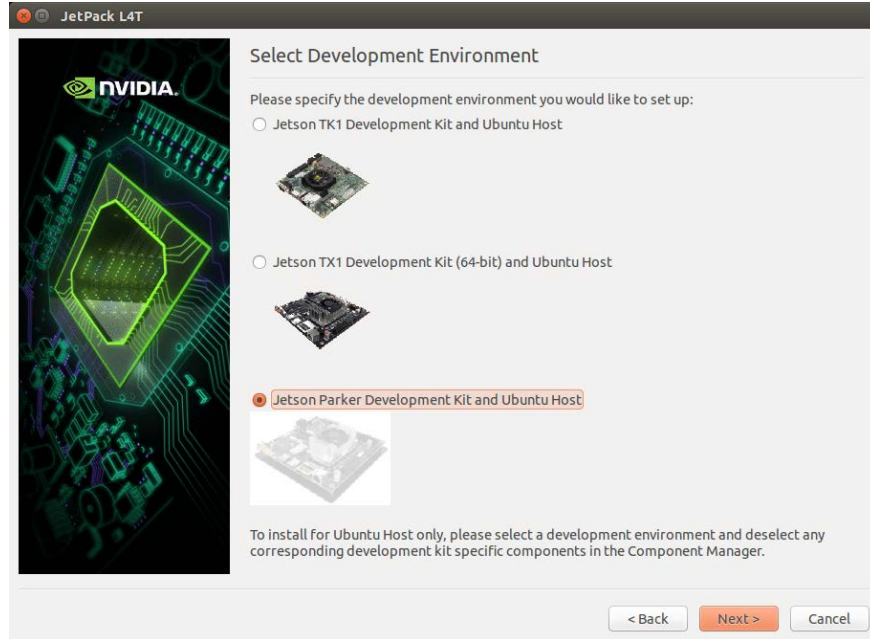 JetPack L4T
NVIDIA.
Select Development Environment
Please specify the development environment you would like to set up:
Jetson TK1 Development Kit and Ubuntu Host
Jetson TX1 Development Kit (64-bit) and Ubuntu Host
Jetson Parker Development Kit and Ubuntu Host
To install for Ubuntu Host only, please select a development environment and deselect any
corresponding development kit specific components in the Component Manager.
< Back Next > Cancel